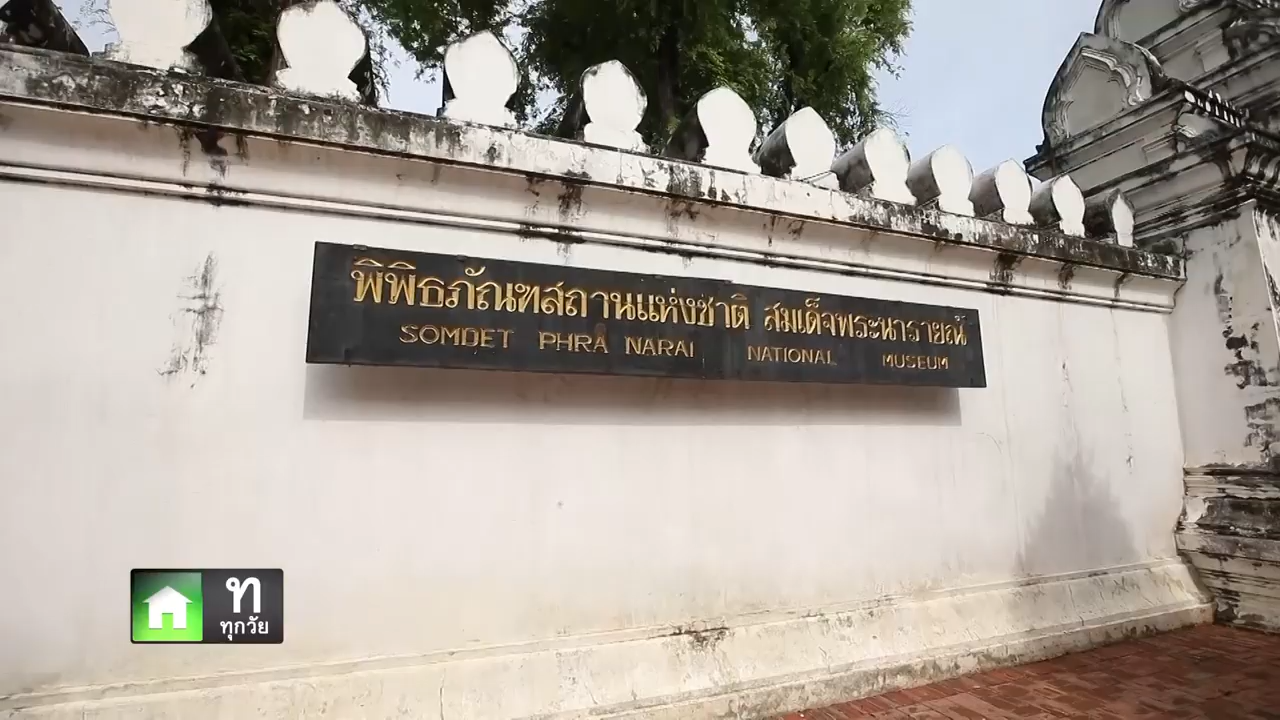 พิพิธภัณฑสถานแห่งชาติ สมเด็จพระนารายณ์
SOMDET PHRA NARAI NATIONAL MUSEUM
ท
ทุกวัย